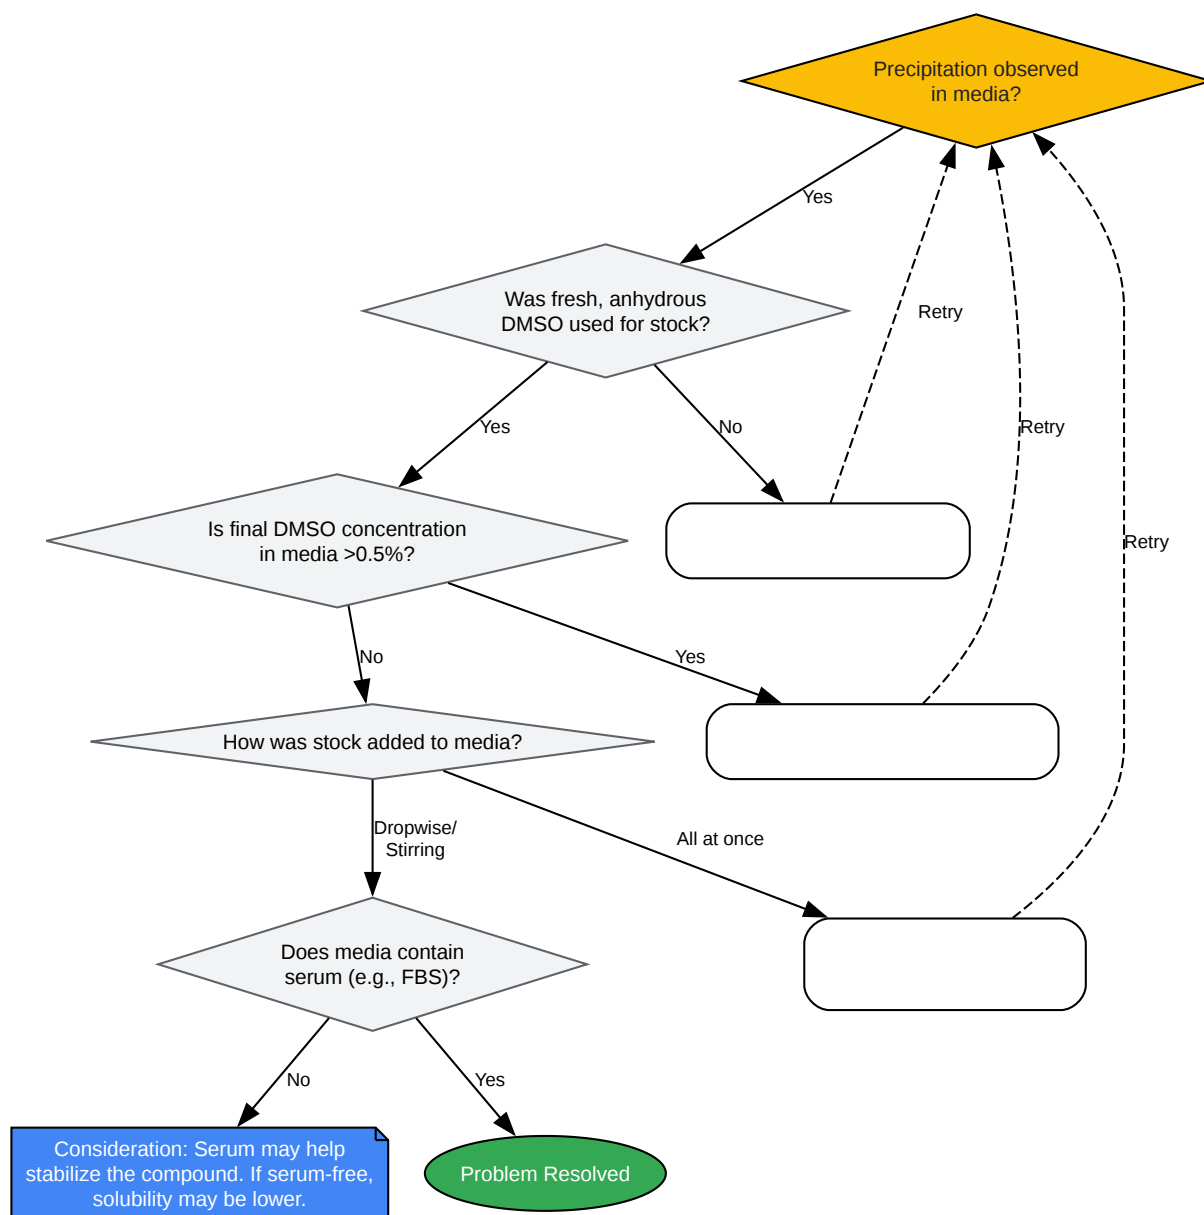 Precipitation observed
in media?
Yes
Was fresh, anhydrous
DMSO used for stock?
Retry
Yes
No
Retry
Is final DMSO concentration
in media >0.5%?
Retry
No
Yes
How was stock added to media?
Dropwise/
Stirring
All at once
Does media contain
serum (e.g., FBS)?
No
Yes
Consideration: Serum may help
stabilize the compound. If serum-free,
solubility may be lower.
Problem Resolved